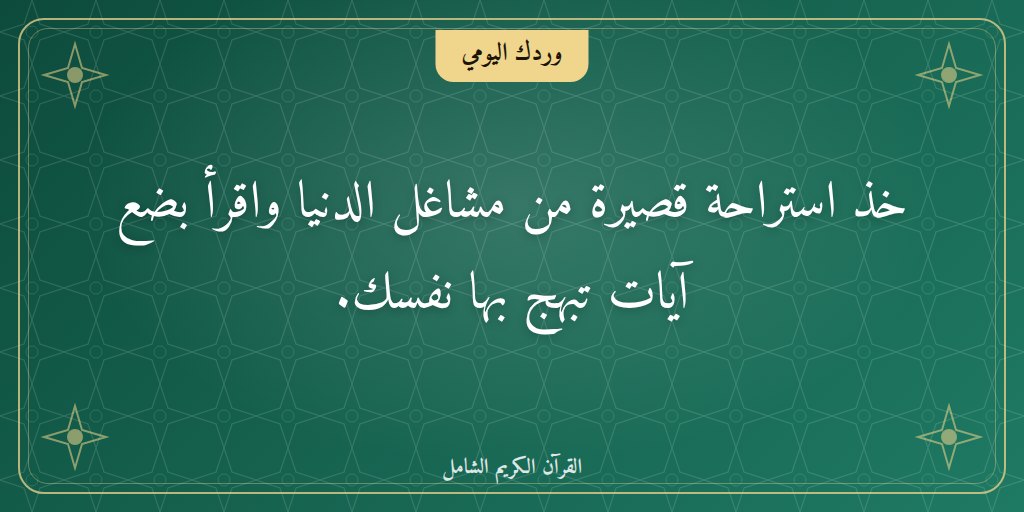 وردك اليومي
خذ استراحة قصيرة من مشاغل الدنيا واقرأ بضع
آيات تبهج بها نفسك.
القرآن الكريم الشامل